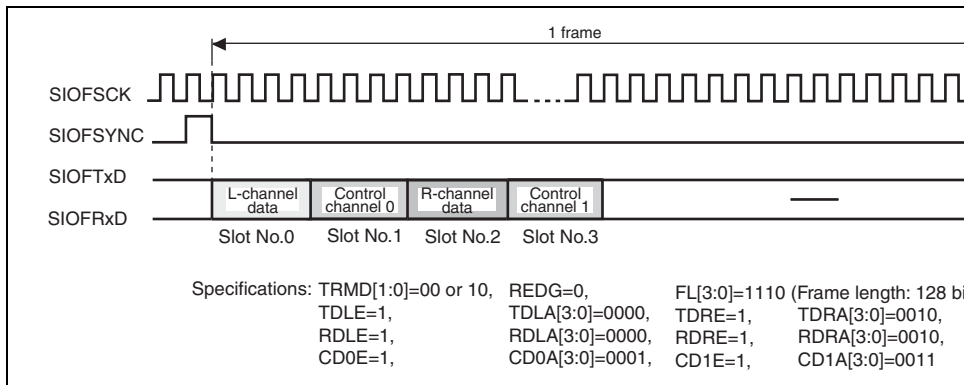 1 frame
SIOFSCK
SIOFSYNC
SIOFTxD
SIOFRxD
L-channel data
Control channel 0
R-channel data
Control channel 1
Slot No.0 Slot No.1 Slot No.2 Slot No.3
Specifications: TRMD[1:0]=00 or 10, REDG=0, FL[3:0]=1110 (Frame length: 128 bi
TDLE=1, TDLA[3:0]=0000, TDRE=1, TDRA[3:0]=0010,
RDLE=1, RDLA[3:0]=0000, RDRE=1, RDRA[3:0]=0010,
CD0E=1, CD0A[3:0]=0001, CD1E=1, CD1A[3:0]=0011